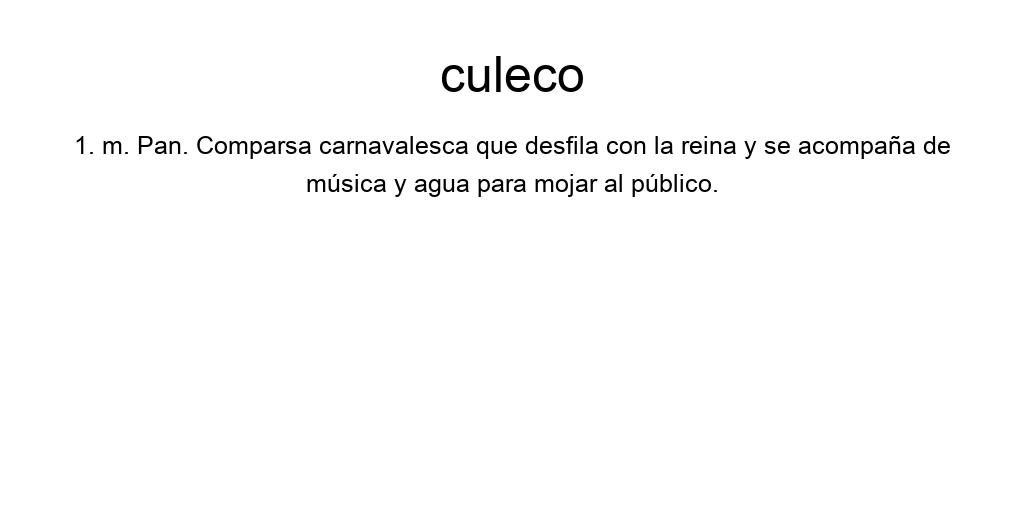 culeco
1. m. Pan. Comparsa carnavalesca que desfila con la reina y se acompaña de
música y agua para mojar al público.